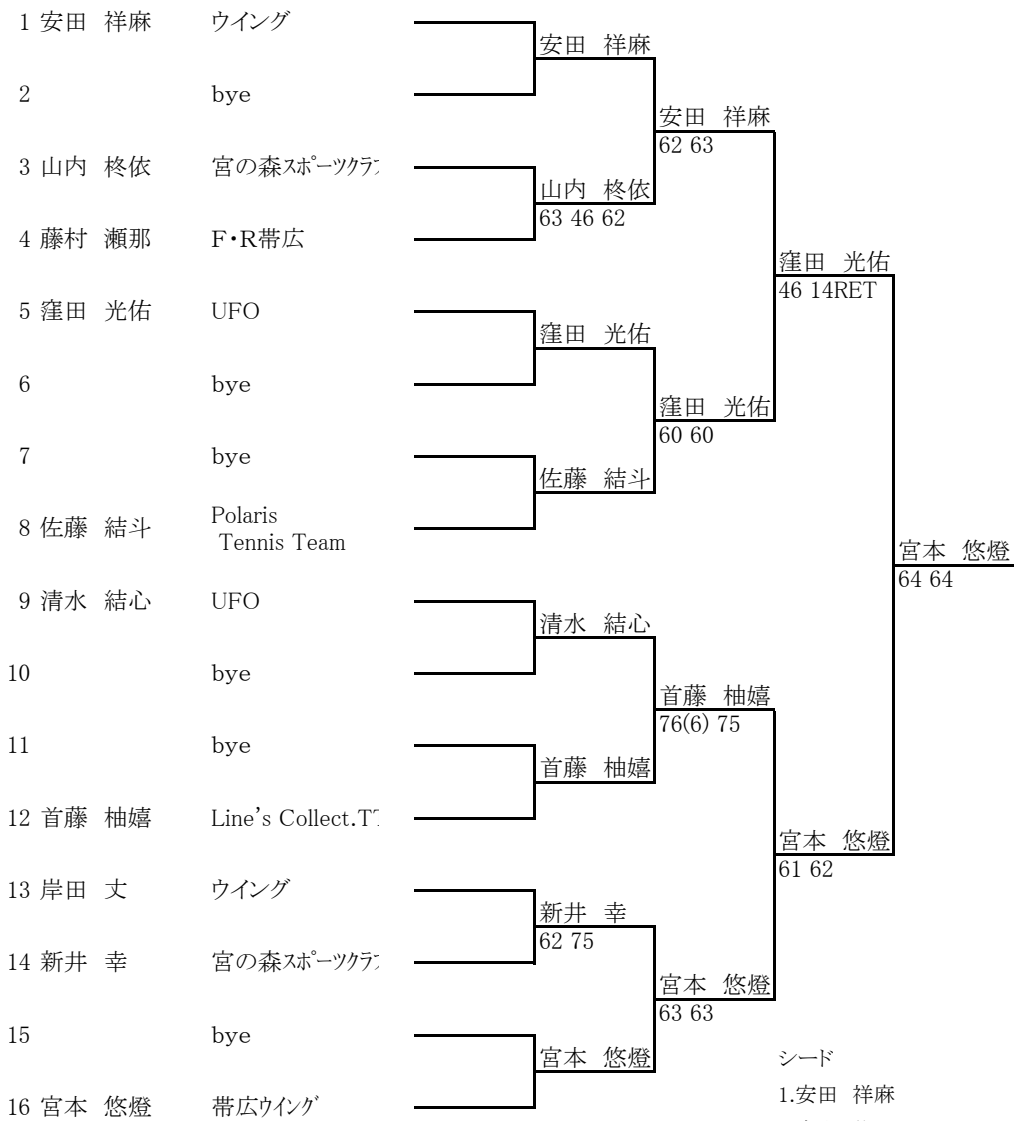 1 安田 祥麻 ウイング
2 bye
3 山内 柊依 宮の森スポーツクラブ
4 藤村 瀬那 F・R帯広
5 窪田 光佑 UFO
6 bye
7 bye
8 佐藤 結斗 Polaris
Tennis Team
9 清水 結心 UFO
10 bye
11 bye
12 首藤 柚嬉 Line's Collect.T
13 岸田 丈 ウイング
14 新井 幸 宮の森スポーツクラブ
15 bye
16 宮本 悠燈 帯広ウイング
安田 祥麻
山内 柊依
63 46 62
窪田 光佑
佐藤 結斗
清水 結心
首藤 柚嬉
新井 幸
62 75
宮本 悠燈
安田 祥麻
62 63
窪田 光佑
60 60
首藤 柚嬉
76(6) 75
宮本 悠燈
63 63
窪田 光佑
46 14RET
宮本 悠燈
61 62
宮本 悠燈
64 64
シード
1.安田 祥麻